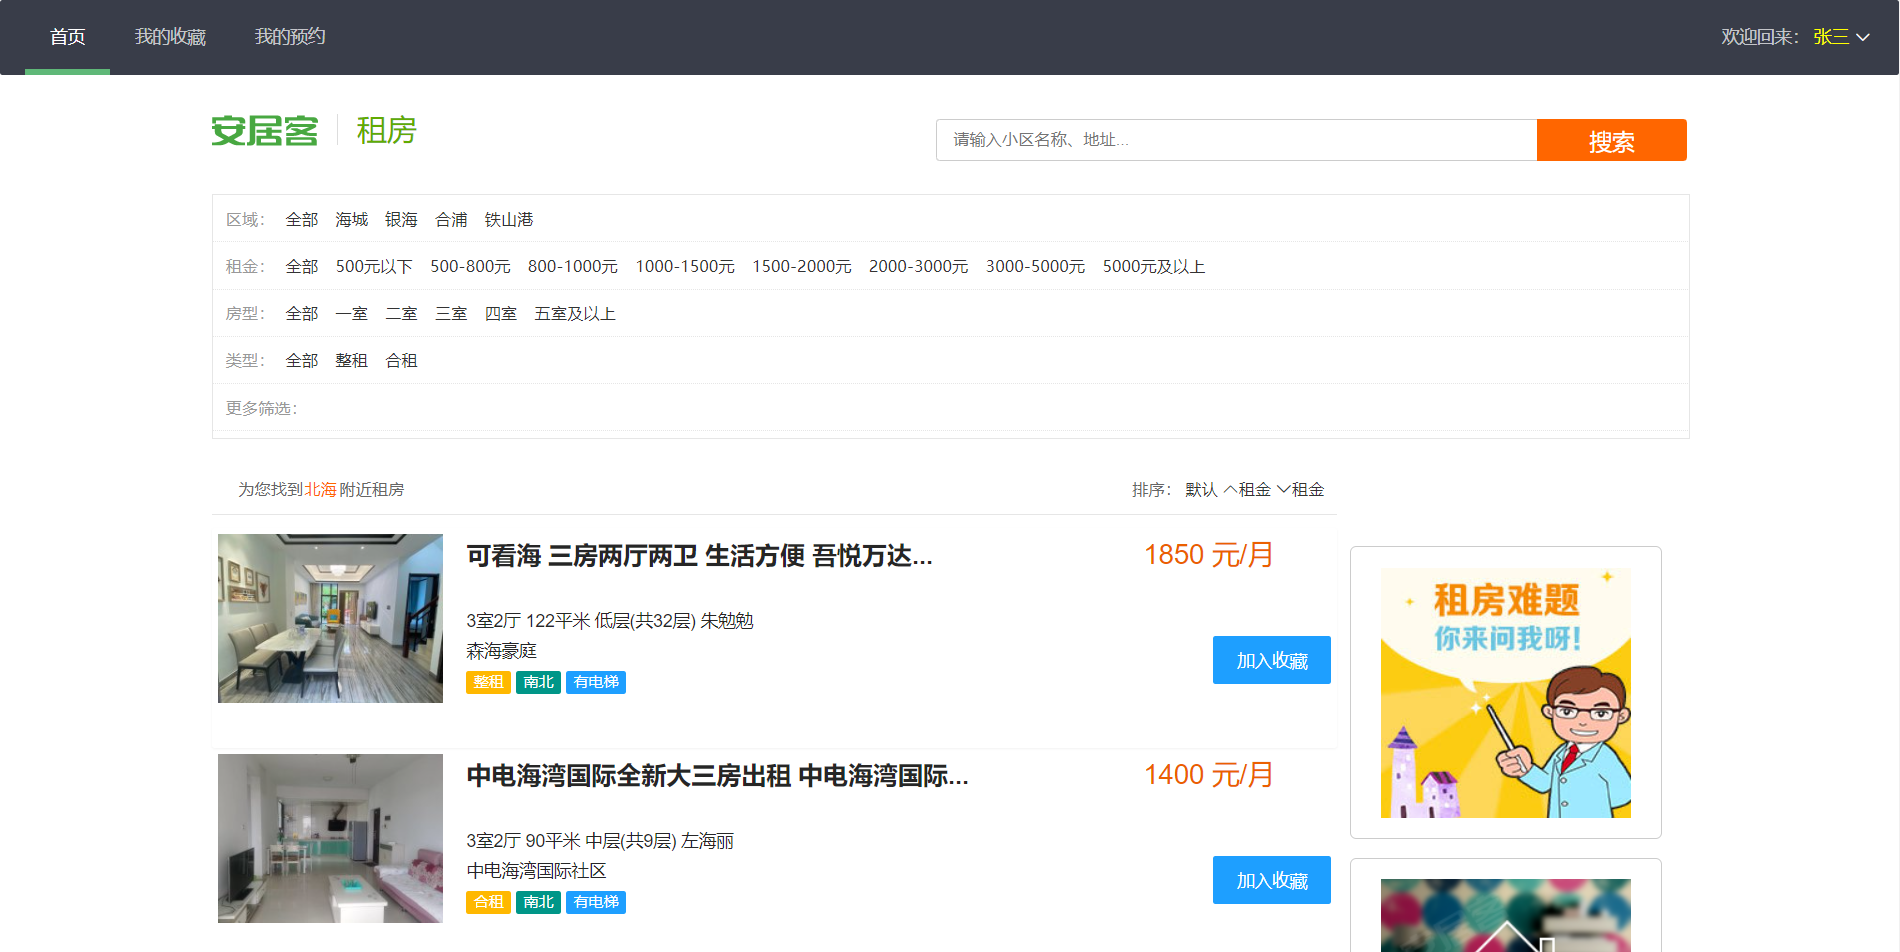 首页 我的收藏 我的预约 欢迎回来： 张三
安居客 租房 请输入小区名称、地址... 搜索
区域： 全部 海城 银海 合浦 铁山港
租金： 全部 500元以下 500-800元 800-1000元 1000-1500元 1500-2000元 2000-3000元 3000-5000元 5000元及以上
房型： 全部 一室 二室 三室 四室 五室及以上
类型： 全部 整租 合租
更多筛选：
为您找到北海附近租房 排序： 默认 租金 租金
可看海 三房两厅两卫 生活方便 吾悦万达... 1850 元/月
3室2厅 122平米 低层(共32层) 朱勉勉
森海豪庭
整租 南北 有电梯
加入收藏
中电海湾国际全新大三房出租 中电海湾国际... 1400 元/月
3室2厅 90平米 中层(共9层) 左海丽
中电海湾国际社区
合租 南北 有电梯
加入收藏
租房难题
你来问我呀!